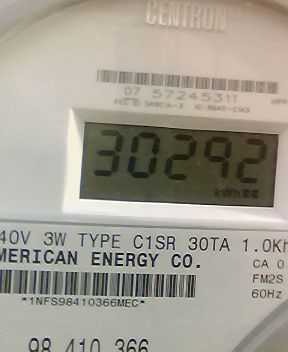 CENTRON®
07 57245311
30292
kWh
40V 3W TYPE C1SR 30TA 1.0Kh
MERICAN ENERGY CO.
CA 0
FM2S
*1NFS98410366MEC*
60Hz
98 410 366